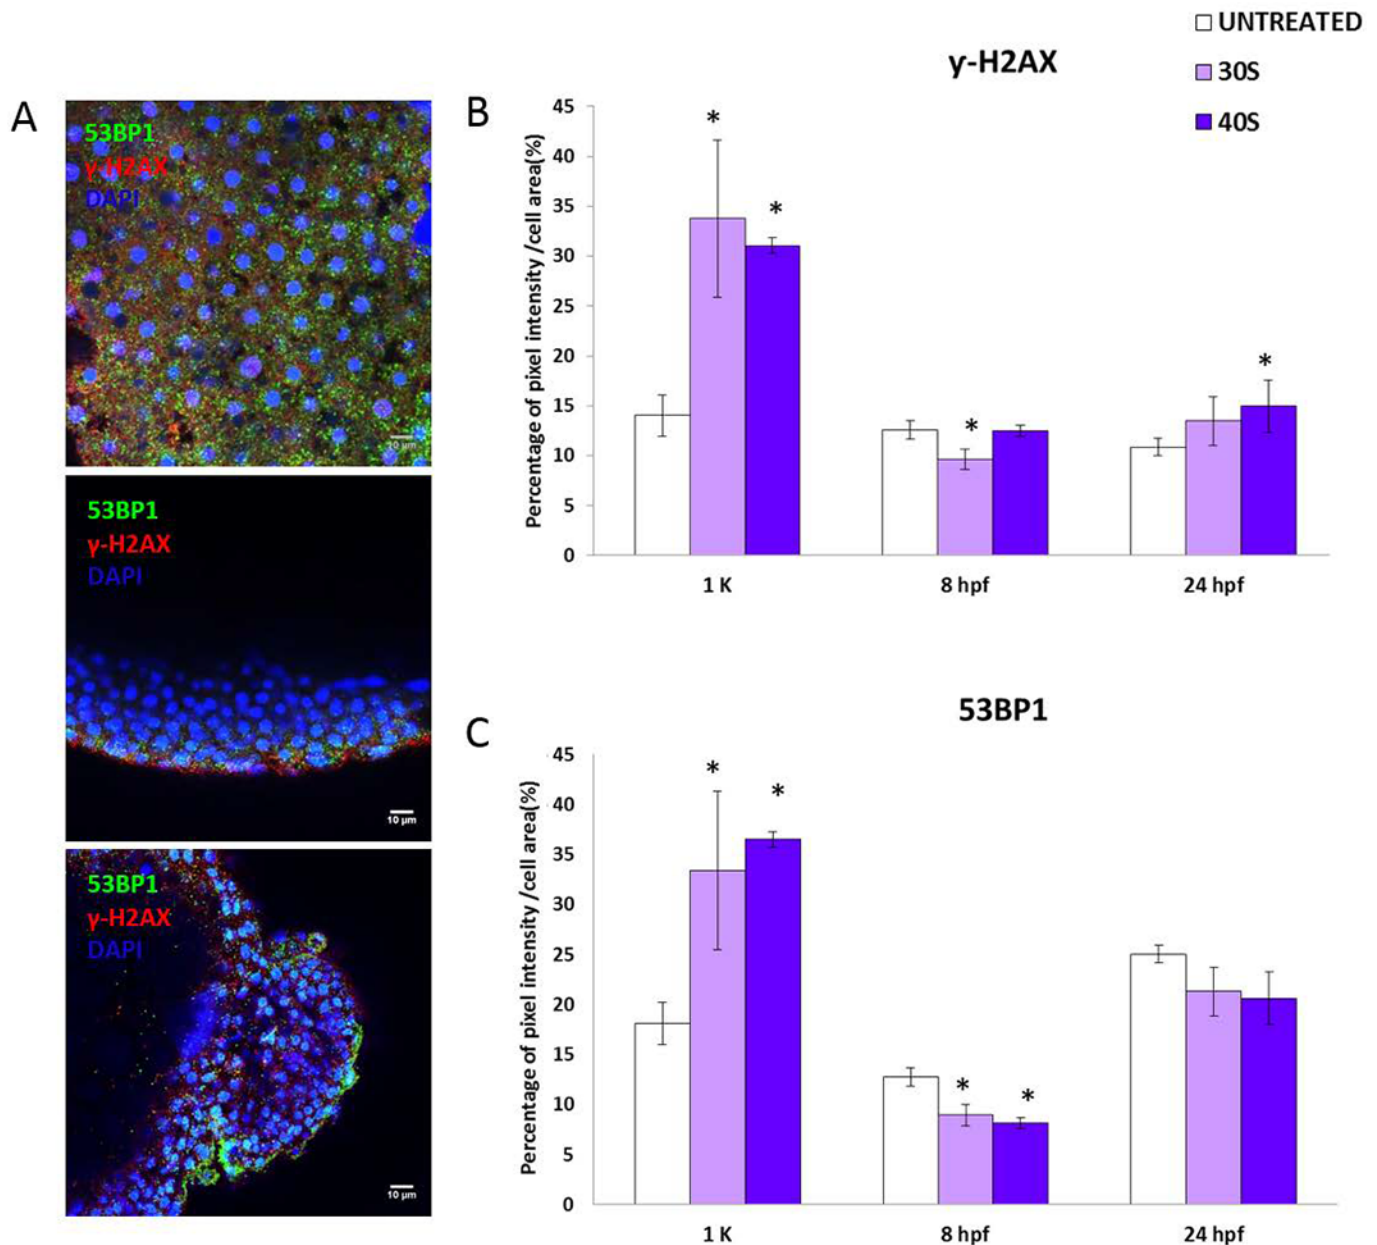 A
53BP1
γ-H2AX
DAPI
10 µm
53BP1
γ-H2AX
DAPI
10 µm
53BP1
γ-H2AX
DAPI
10 µm
UNTREATED
30S
40S
B
γ-H2AX
Percentage of pixel intensity /cell area(%)
45
40
35
30
25
20
15
10
5
0
*
*
*
*
1 K
8 hpf
24 hpf
C
53BP1
Percentage of pixel intensity /cell area(%)
45
40
35
30
25
20
15
10
5
0
*
*
*
*
1 K
8 hpf
24 hpf